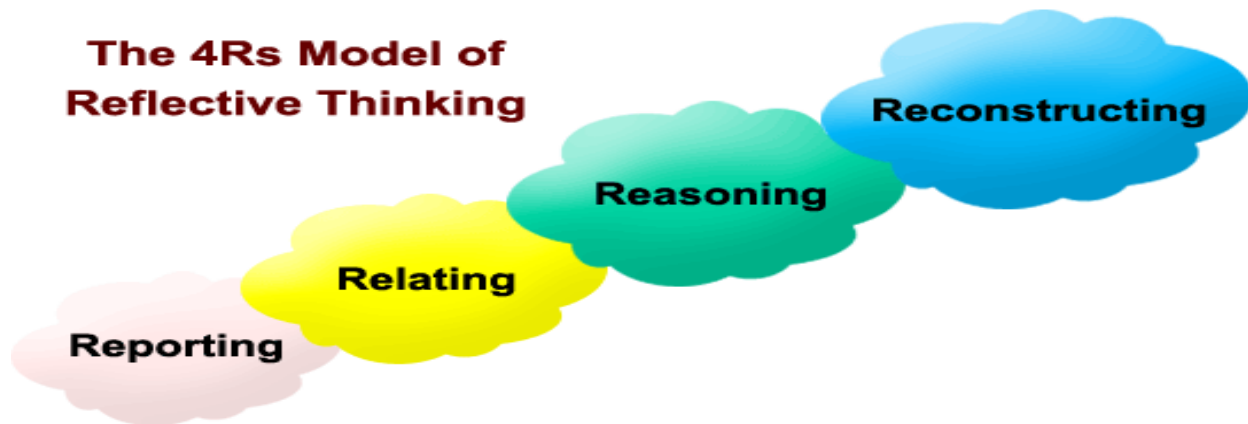 The 4Rs Model of
Reflective Thinking
Reconstructing
Reasoning
Relating
Reporting